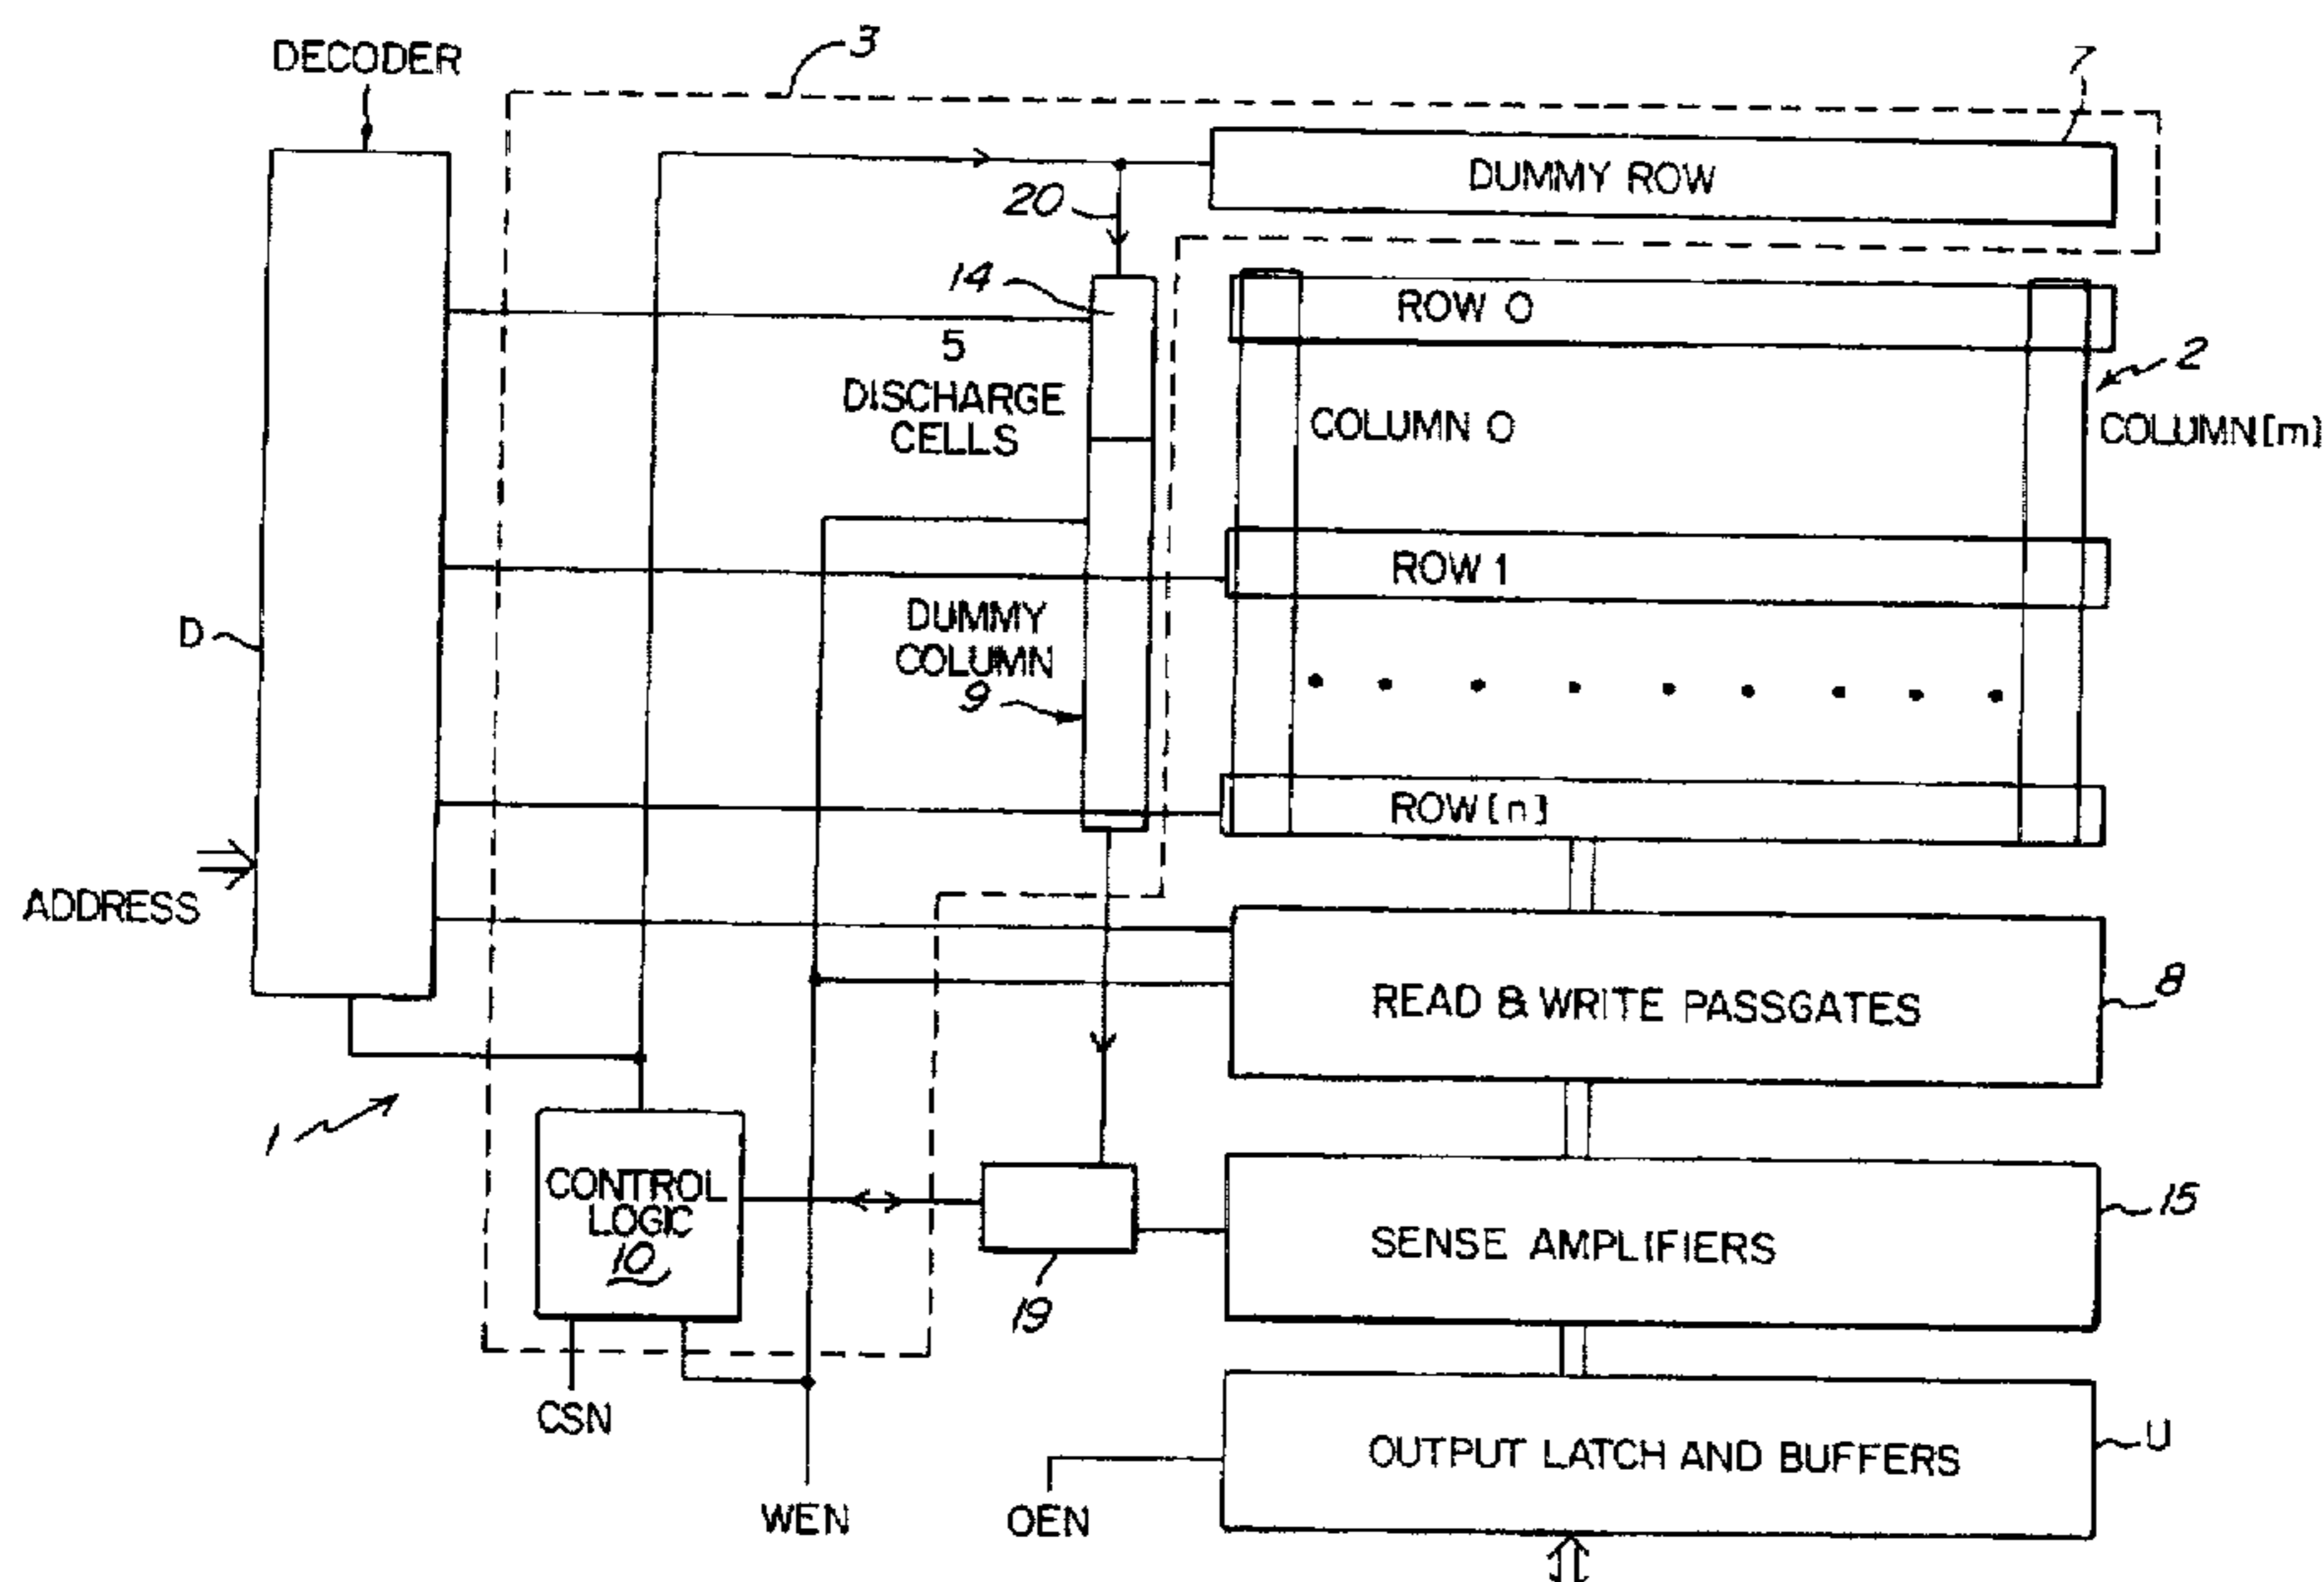 DECODER
3
7
DUMMY ROW
20
14
ROW 0
5
DISCHARGE
CELLS
2
COLUMN 0
COLUMN[m]
ROW 1
D
DUMMY
COLUMN
9
ROW[n]
ADDRESS
8
READ & WRITE PASSGATES
1
CONTROL
LOGIC
10
15
SENSE AMPLIFIERS
19
CSN
U
OUTPUT LATCH AND BUFFERS
WEN
OEN